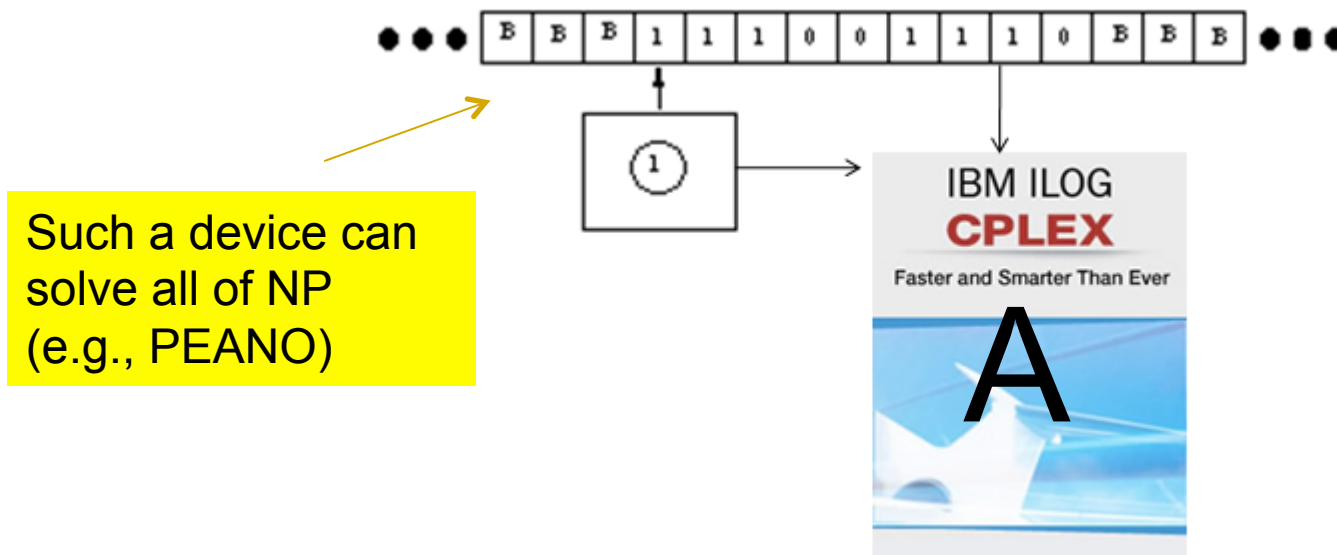 B B B 1 1 1 0 0 1 1 1 0 B B B
1
Such a device can
solve all of NP
(e.g., PEANO)
IBM ILOG
CPLEX
Faster and Smarter Than Ever
A